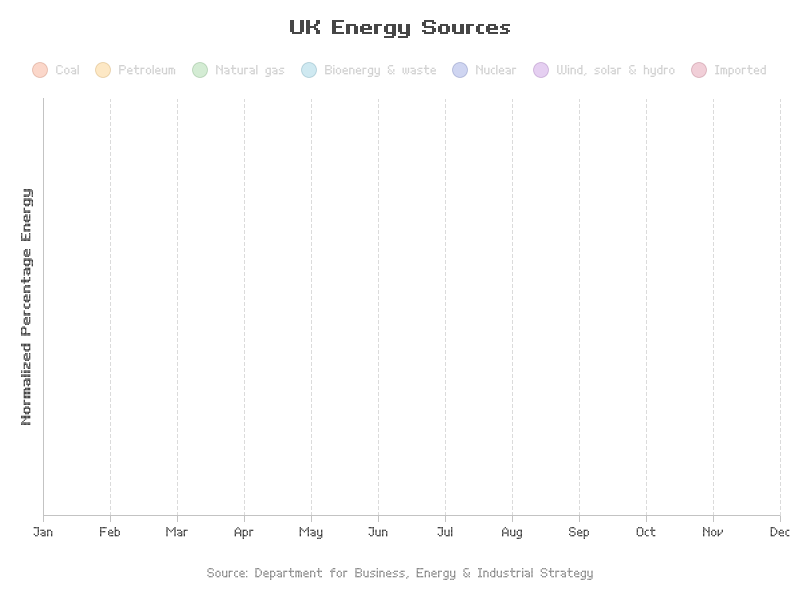 UK Energy Sources
Coal Petroleum Natural gas Bioenergy & waste Nuclear Wind, solar & hydro Imported
Normalized Percentage Energy
Jan Feb Mar Apr May Jun Jul Aug Sep Oct Nov Dec
Source: Department for Business, Energy & Industrial Strategy